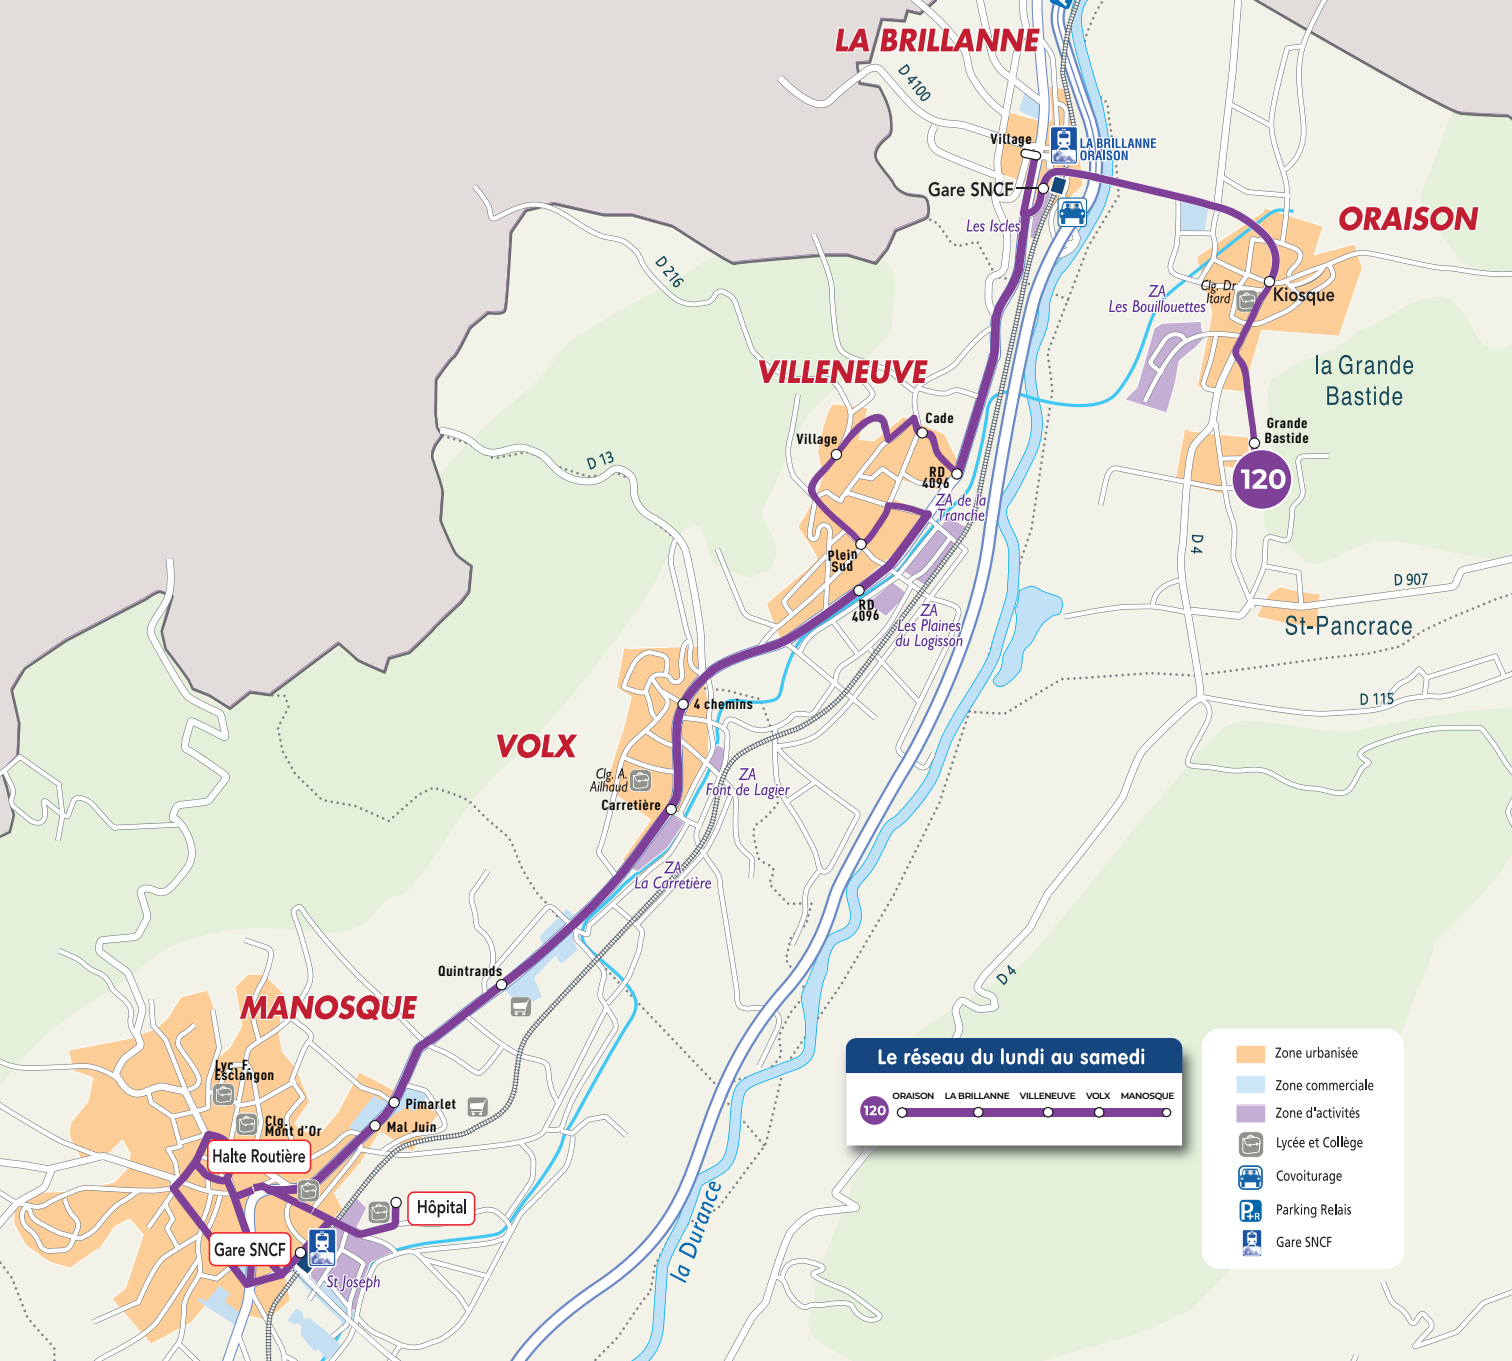 LA BRILLANNE
D 4100
Village
LA BRILLANNE
ORAISON
Gare SNCF
Les Iscles
ORAISON
D 216
Clg. Dr
Itard
Kiosque
ZA
Les Bouillouettes
la Grande
Bastide
VILLENEUVE
Cade
Village
Grande
Bastide
120
RD
4096
D 13
ZA de la
Tranche
Plein
Sud
D 4
D 907
RD
4096
ZA
Les Plaines
du Logisson
St-Pancrace
D 115
4 chemins
VOLX
Clg. A.
Ailhaud
ZA
Font de Lagier
Carretière
ZA
La Carretière
Quintrands
D 4
MANOSQUE
Lyc. F.
Esclangon
Pimarlet
Clg.
Mont d'Or
Mal Juin
Halte Routière
Hôpital
Gare SNCF
St Joseph
la Durance
Le réseau du lundi au samedi
120
ORAISON
LA BRILLANNE
VILLENEUVE
VOLX
MANOSQUE
Zone urbanisée
Zone commerciale
Zone d'activités
Lycée et Collège
Covoiturage
P+R
Parking Relais
Gare SNCF